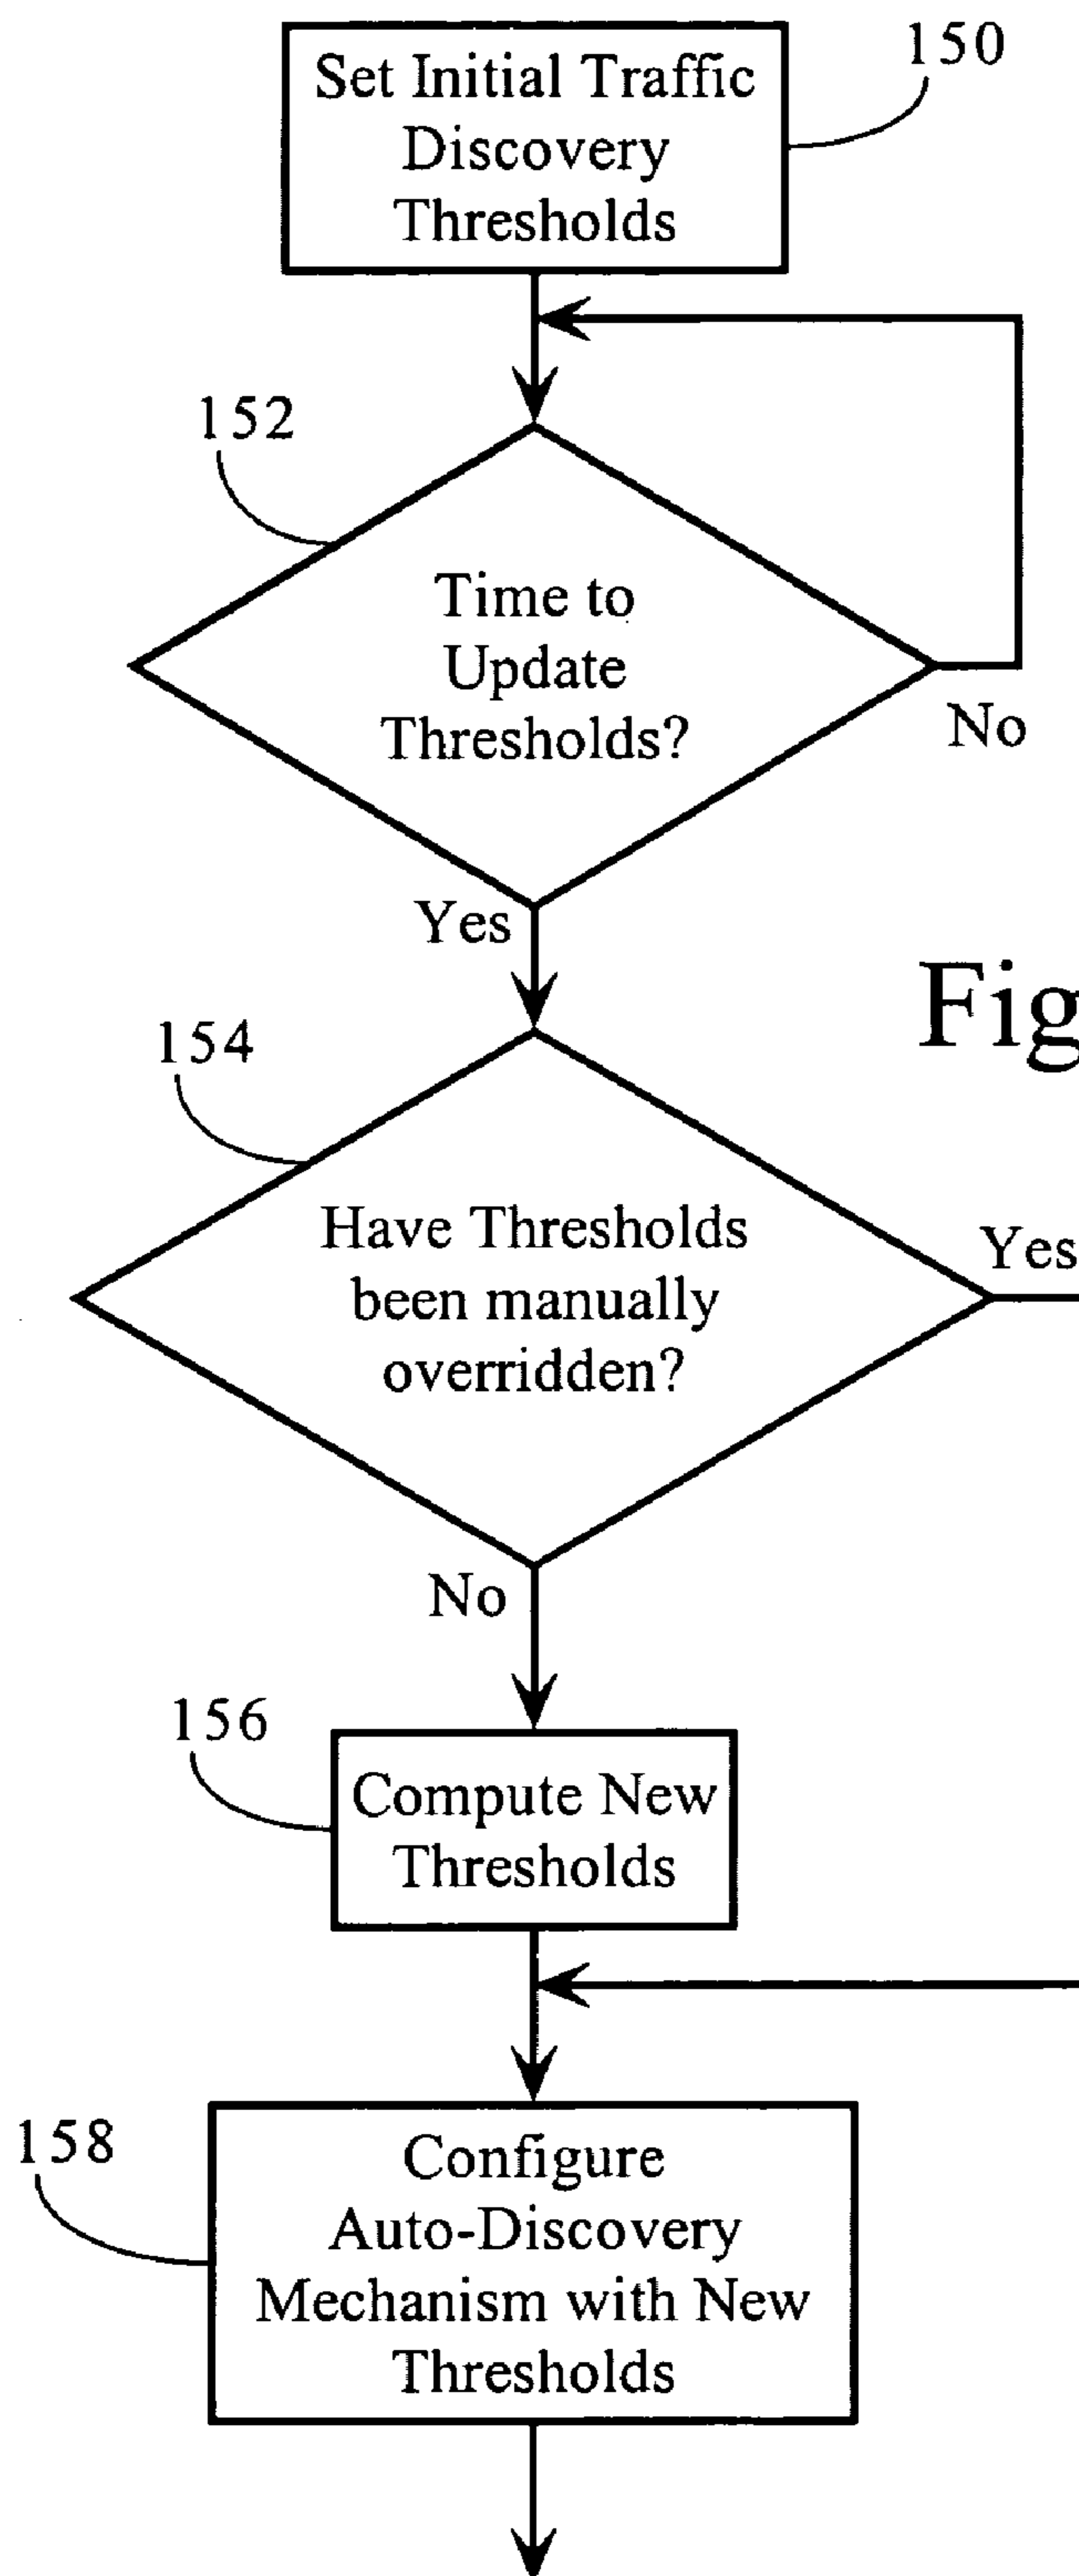 150
Set Initial Traffic
Discovery
Thresholds
152
Time to
Update
Thresholds?
No
Yes
Fig
154
Have Thresholds
been manually
overridden?
Yes
No
156
Compute New
Thresholds
158
Configure
Auto-Discovery
Mechanism with New
Thresholds